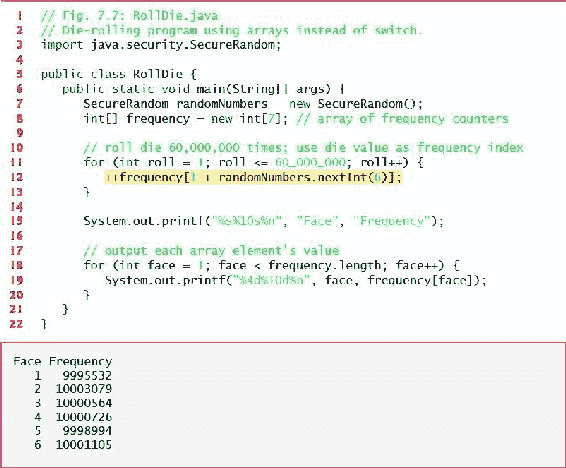 1 // Fig. 7.7: RollDie.java
2 // Die-rolling program using arrays instead of switch.
3 import java.security.SecureRandom;
4
5 public class RollDie {
6 public static void main(String[] args) {
7 SecureRandom randomNumbers = new SecureRandom();
8 int[] frequency = new int[7]; // array of frequency counters
9
10 // roll die 60,000,000 times; use die value as frequency index
11 for (int roll = 1; roll <= 60_000_000; roll++) {
12 ++frequency[1 + randomNumbers.nextInt(6)];
13 }
14
15 System.out.printf("%s%10s%n", "Face", "Frequency");
16
17 // output each array element's value
18 for (int face = 1; face < frequency.length; face++) {
19 System.out.printf("%4d%10d%n", face, frequency[face]);
20 }
21 }
22 }
Face Frequency
1 9995532
2 10003079
3 10000564
4 10000726
5 9998994
6 10001105